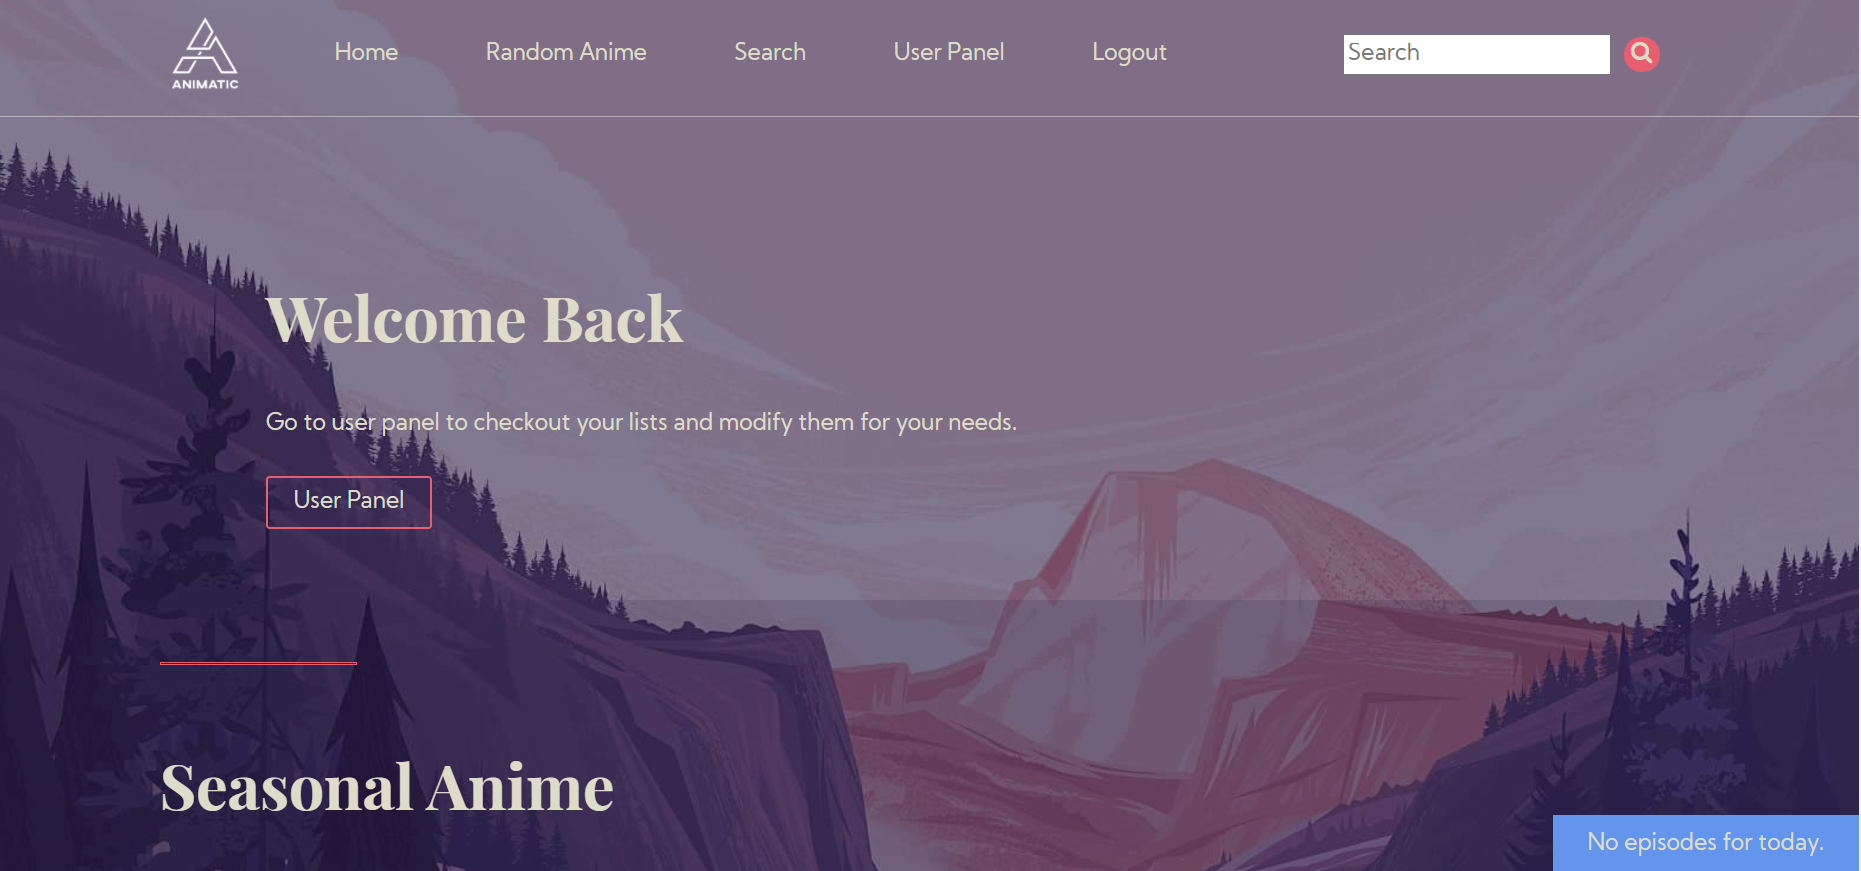 ANIMATIC
Home
Random Anime
Search
User Panel
Logout
Search
Welcome Back
Go to user panel to checkout your lists and modify them for your needs.
User Panel
Seasonal Anime
No episodes for today.